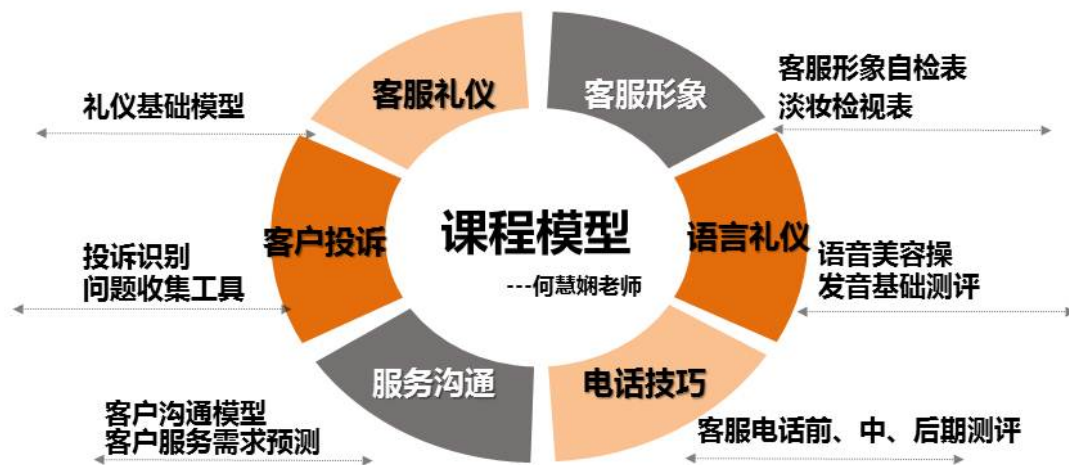 客服礼仪
客服形象
客服形象自检表
淡妆检视表
礼仪基础模型
课程模型
---何慧娴老师
客户投诉
语言礼仪
投诉识别
问题收集工具
语音美容操
发音基础测评
服务沟通
电话技巧
客户沟通模型
客户服务需求预测
客服电话前、中、后期测评